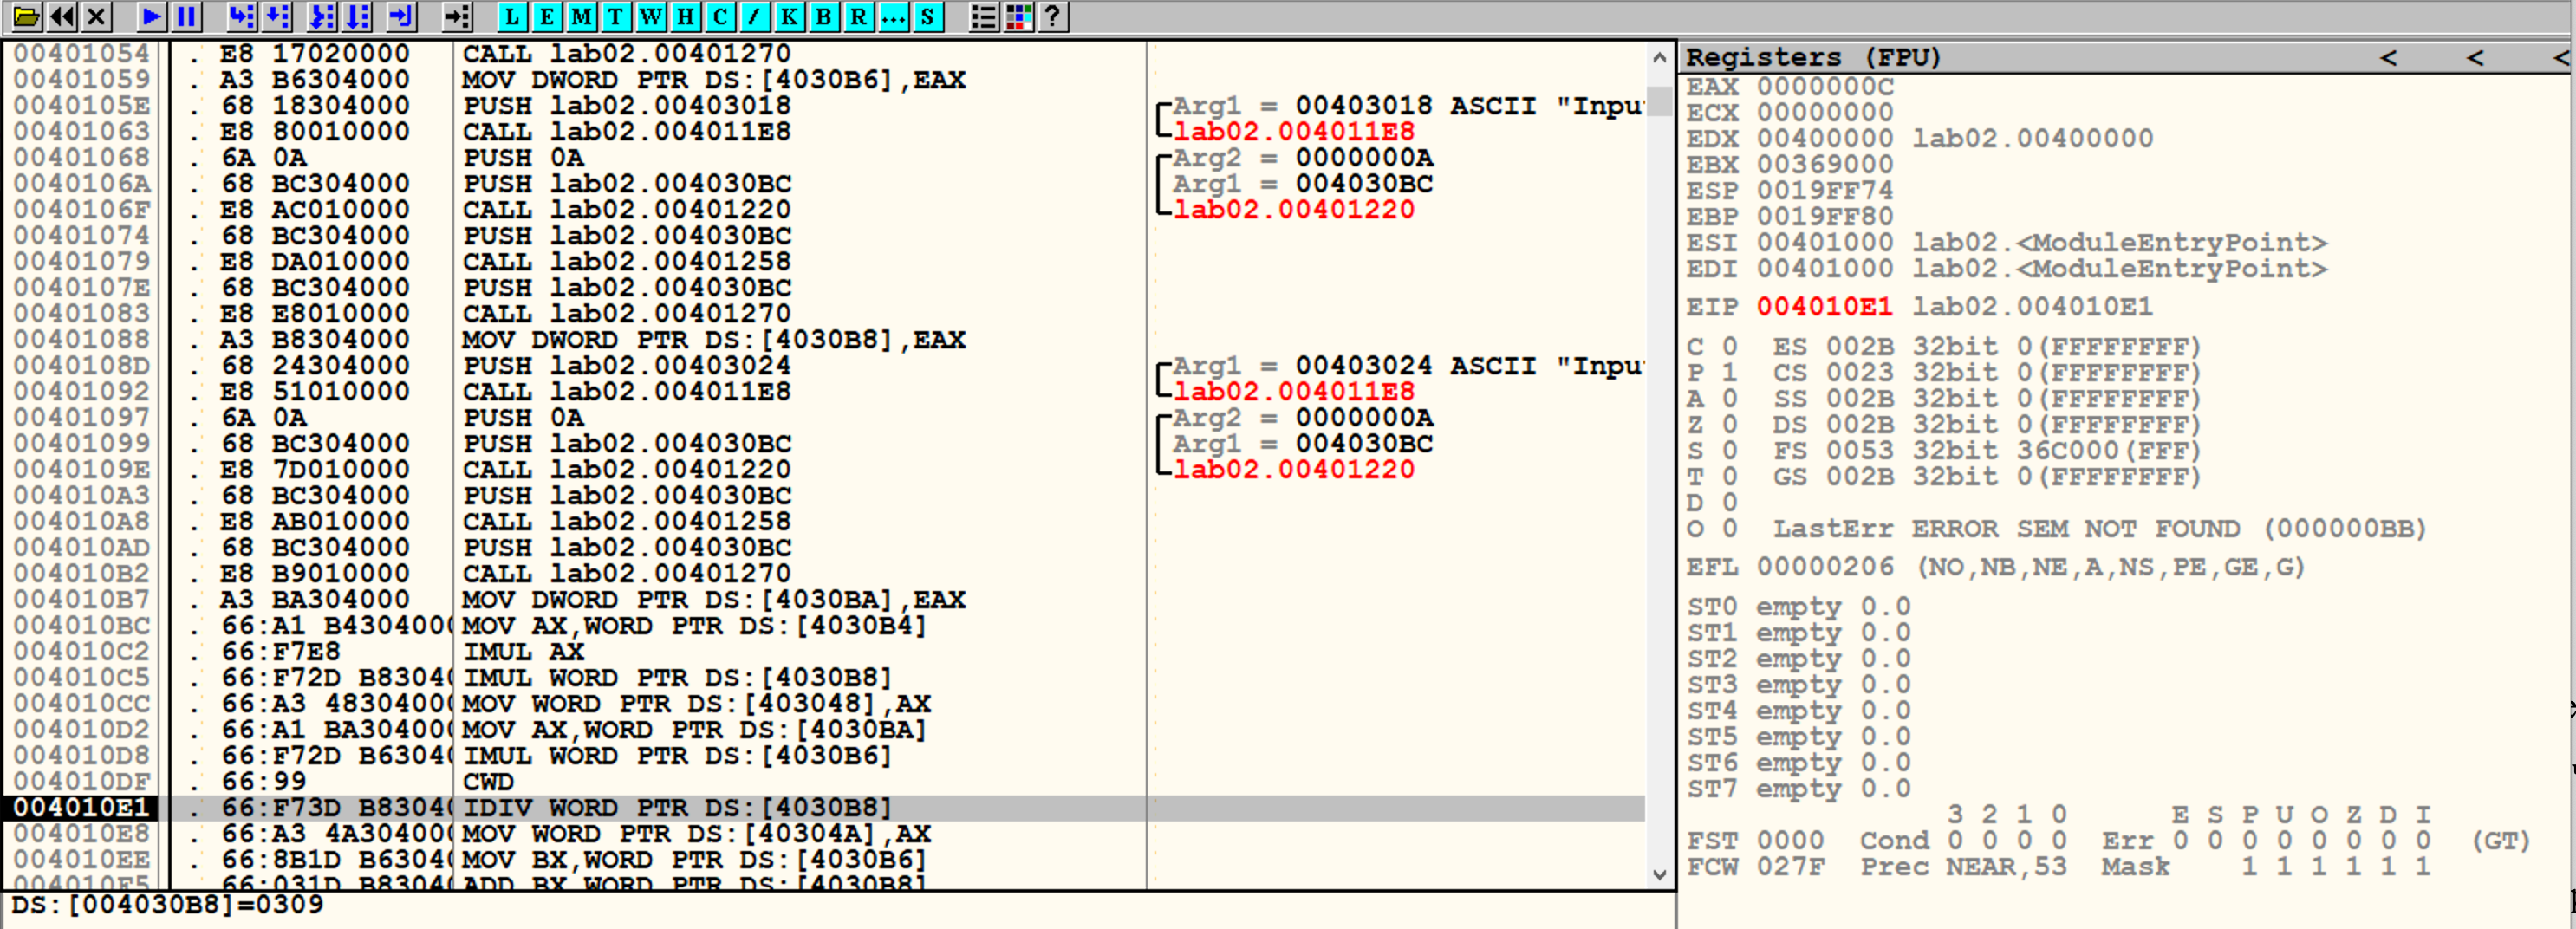 L E M T W H C / K B R ... S ?
00401054 . E8 17020000 CALL lab02.00401270
00401059 . A3 B6304000 MOV DWORD PTR DS:[4030B6],EAX
0040105E . 68 18304000 PUSH lab02.00403018 Arg1 = 00403018 ASCII "Inpu
00401063 . E8 80010000 CALL lab02.004011E8 lab02.004011E8
00401068 . 6A 0A PUSH 0A Arg2 = 0000000A
0040106A . 68 BC304000 PUSH lab02.004030BC Arg1 = 004030BC
0040106F . E8 AC010000 CALL lab02.00401220 lab02.00401220
00401074 . 68 BC304000 PUSH lab02.004030BC
00401079 . E8 DA010000 CALL lab02.00401258
0040107E . 68 BC304000 PUSH lab02.004030BC
00401083 . E8 E8010000 CALL lab02.00401270
00401088 . A3 B8304000 MOV DWORD PTR DS:[4030B8],EAX
0040108D . 68 24304000 PUSH lab02.00403024 Arg1 = 00403024 ASCII "Inpu
00401092 . E8 51010000 CALL lab02.004011E8 lab02.004011E8
00401097 . 6A 0A PUSH 0A Arg2 = 0000000A
00401099 . 68 BC304000 PUSH lab02.004030BC Arg1 = 004030BC
0040109E . E8 7D010000 CALL lab02.00401220 lab02.00401220
004010A3 . 68 BC304000 PUSH lab02.004030BC
004010A8 . E8 AB010000 CALL lab02.00401258
004010AD . 68 BC304000 PUSH lab02.004030BC
004010B2 . E8 B9010000 CALL lab02.00401270
004010B7 . A3 BA304000 MOV DWORD PTR DS:[4030BA],EAX
004010BC . 66:A1 B4304000 MOV AX,WORD PTR DS:[4030B4]
004010C2 . 66:F7E8 IMUL AX
004010C5 . 66:F72D B8304( IMUL WORD PTR DS:[4030B8]
004010CC . 66:A3 48304000 MOV WORD PTR DS:[403048],AX
004010D2 . 66:A1 BA304000 MOV AX,WORD PTR DS:[4030BA]
004010D8 . 66:F72D B6304( IMUL WORD PTR DS:[4030B6]
004010DF . 66:99 CWD
004010E1 . 66:F73D B8304( IDIV WORD PTR DS:[4030B8]
004010E8 . 66:A3 4A304000 MOV WORD PTR DS:[40304A],AX
004010EE . 66:8B1D B6304( MOV BX,WORD PTR DS:[4030B6]
004010F5 . 66:031D B8304( ADD BX,WORD PTR DS:[4030B8]
DS:[004030B8]=0309
Registers (FPU) < < <
EAX 0000000C
ECX 00000000
EDX 00400000 lab02.00400000
EBX 00369000
ESP 0019FF74
EBP 0019FF80
ESI 00401000 lab02.<ModuleEntryPoint>
EDI 00401000 lab02.<ModuleEntryPoint>
EIP 004010E1 lab02.004010E1
C 0 ES 002B 32bit 0(FFFFFFFF)
P 1 CS 0023 32bit 0(FFFFFFFF)
A 0 SS 002B 32bit 0(FFFFFFFF)
Z 0 DS 002B 32bit 0(FFFFFFFF)
S 0 FS 0053 32bit 36C000(FFF)
T 0 GS 002B 32bit 0(FFFFFFFF)
D 0
O 0 LastErr ERROR SEM NOT FOUND (000000BB)
EFL 00000206 (NO,NB,NE,A,NS,PE,GE,G)
ST0 empty 0.0
ST1 empty 0.0
ST2 empty 0.0
ST3 empty 0.0
ST4 empty 0.0
ST5 empty 0.0
ST6 empty 0.0
ST7 empty 0.0
3 2 1 0 E S P U O Z D I
FST 0000 Cond 0 0 0 0 Err 0 0 0 0 0 0 0 0 (GT)
FCW 027F Prec NEAR,53 Mask 1 1 1 1 1 1